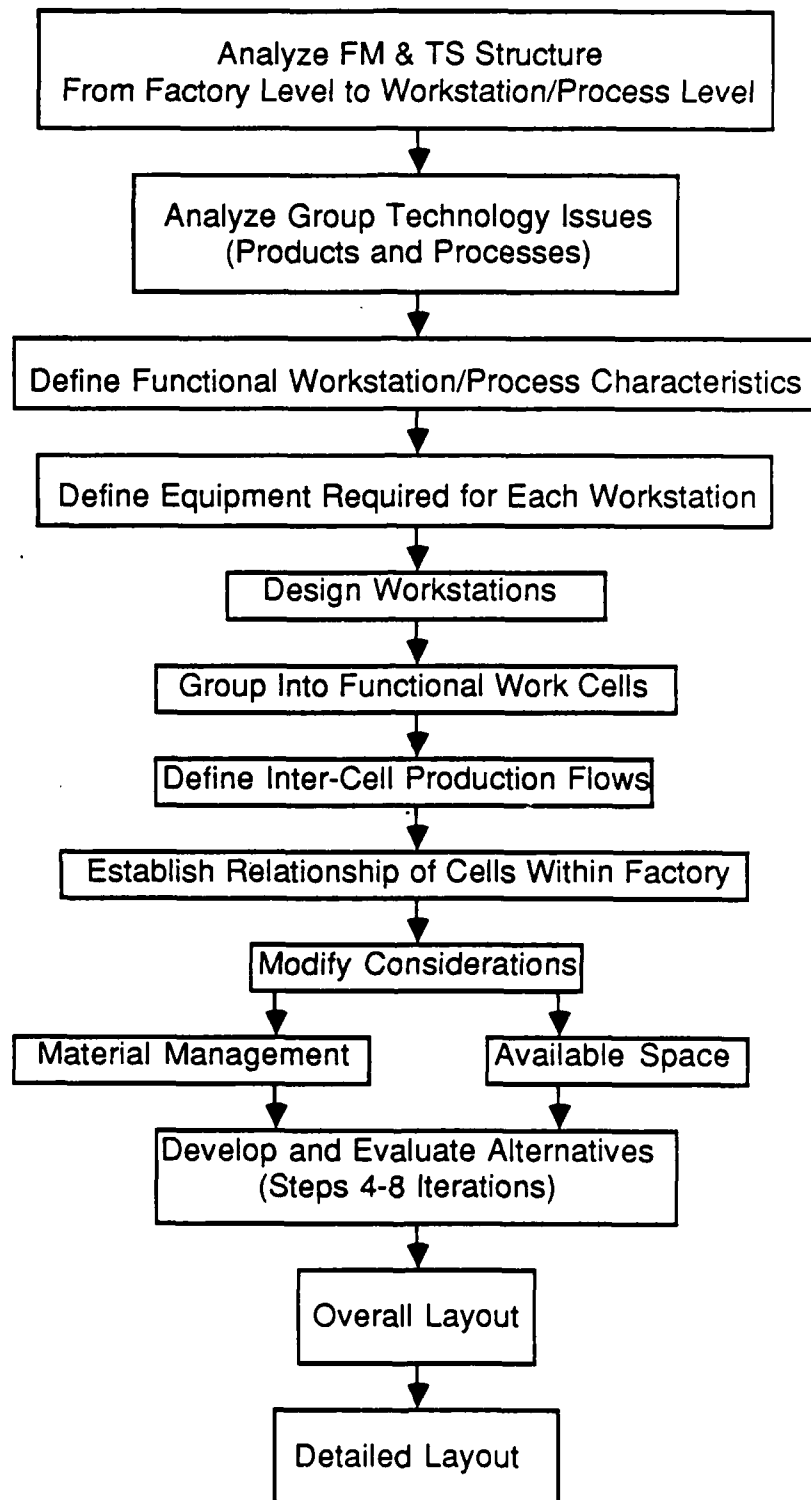 Analyze FM & TS Structure
From Factory Level to Workstation/Process Level
Analyze Group Technology Issues
(Products and Processes)
Define Functional Workstation/Process Characteristics
Define Equipment Required for Each Workstation
Design Workstations
Group Into Functional Work Cells
Define Inter-Cell Production Flows
Establish Relationship of Cells Within Factory
Modify Considerations
Material Management
Available Space
Develop and Evaluate Alternatives
(Steps 4-8 Iterations)
Overall Layout
Detailed Layout